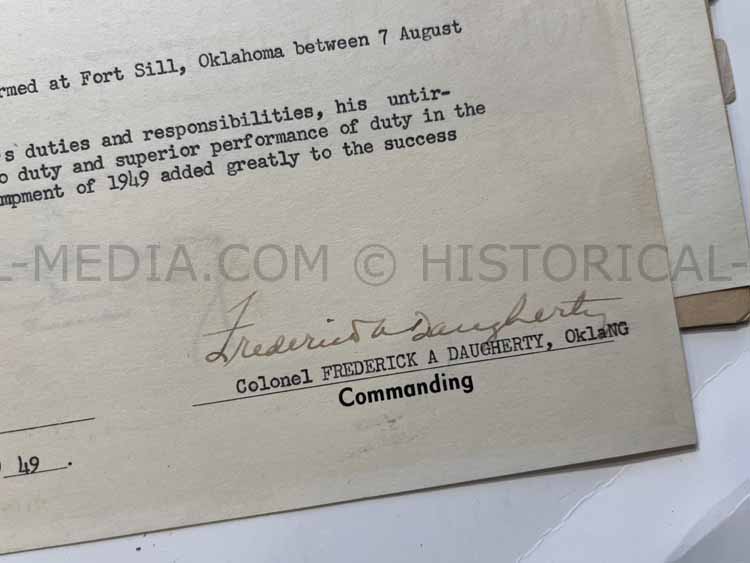 rmed at Fort Sill, Oklahoma between 7 August
's duties and responsibilities, his untir-
o duty and superior performance of duty in the
mpment of 1949 added greatly to the success
L-MEDIA.COM © HISTORICAL-
Frederick A Daugherty
Colonel FREDERICK A DAUGHERTY, OklaNG
Commanding
49 .